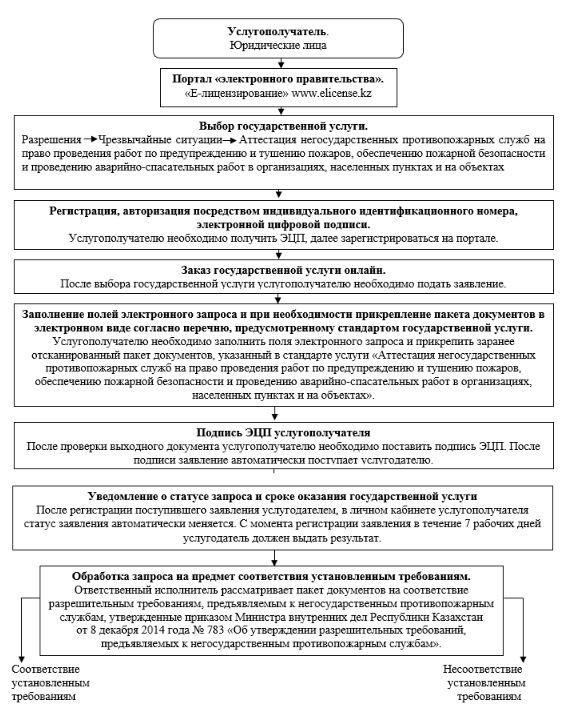 Услугополучатель.
Юридические лица
Портал «электронного правительства».
«Е-лицензирование» www.elicense.kz
Выбор государственной услуги.
Разрешения Чрезвычайные ситуации Аттестация негосударственных противопожарных служб на
право проведения работ по предупреждению и тушению пожаров, обеспечению пожарной безопасности
и проведению аварийно-спасательных работ в организациях, населенных пунктах и на объектах
Регистрация, авторизация посредством индивидуального идентификационного номера,
электронной цифровой подписи.
Услугополучателю необходимо получить ЭЦП, далее зарегистрироваться на портале.
Заказ государственной услуги онлайн.
После выбора государственной услуги услугополучателю необходимо подать заявление.
Заполнение полей электронного запроса и при необходимости прикрепление пакета документов в
электронном виде согласно перечню, предусмотренному стандартом государственной услуги.
Услугополучателю необходимо заполнить поля электронного запроса и прикрепить заранее
отсканированный пакет документов, указанный в стандарте услуги «Аттестация негосударственных
противопожарных служб на право проведения работ по предупреждению и тушению пожаров,
обеспечению пожарной безопасности и проведению аварийно-спасательных работ в организациях,
населенных пунктах и на объектах».
Подпись ЭЦП услугополучателя
После проверки выходного документа услугополучателю необходимо поставить подпись ЭЦП. После
подписи заявление автоматически поступает услугодателю.
Уведомление о статусе запроса и сроке оказания государственной услуги
После регистрации поступившего заявления услугодателем, в личном кабинете услугополучателя
статус заявления автоматически меняется. С момента регистрации заявления в течение 7 рабочих дней
услугодатель должен выдать результат.
Обработка запроса на предмет соответствия установленным требованиям.
Ответственный исполнитель рассматривает пакет документов на соответствие
разрешительным требованиям, предъявляемых к негосударственным противопожарным
службам, утвержденные приказом Министра внутренних дел Республики Казахстан
от 8 декабря 2014 года № 783 «Об утверждении разрешительных требований,
предъявляемых к негосударственным противопожарным службам».
Соответствие
установленным
требованиям
Несоответствие
установленным
требованиям